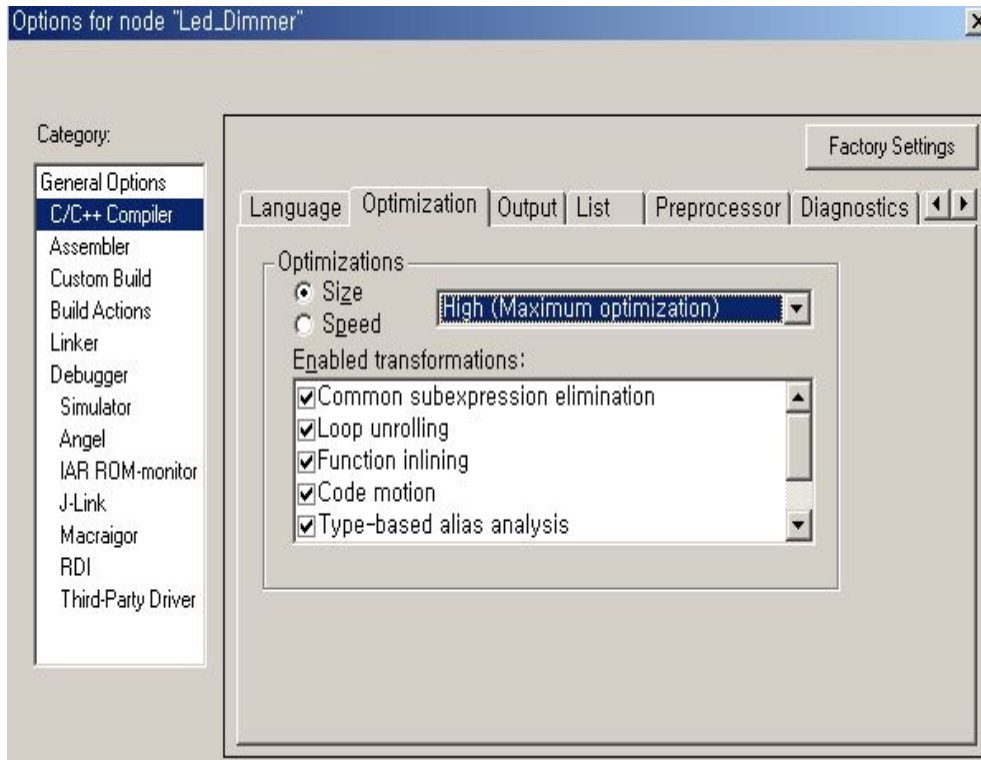 Options for node "Led_Dimmer"
Category:
Factory Settings
General Options
C/C++ Compiler
Assembler
Custom Build
Build Actions
Linker
Debugger
Simulator
Angel
IAR ROM-monitor
J-Link
Macraigor
RDI
Third-Party Driver
Language Optimization Output List Preprocessor Diagnostics
Optimizations
Size
Speed
High (Maximum optimization)
Enabled transformations:
Common subexpression elimination
Loop unrolling
Function inlining
Code motion
Type-based alias analysis